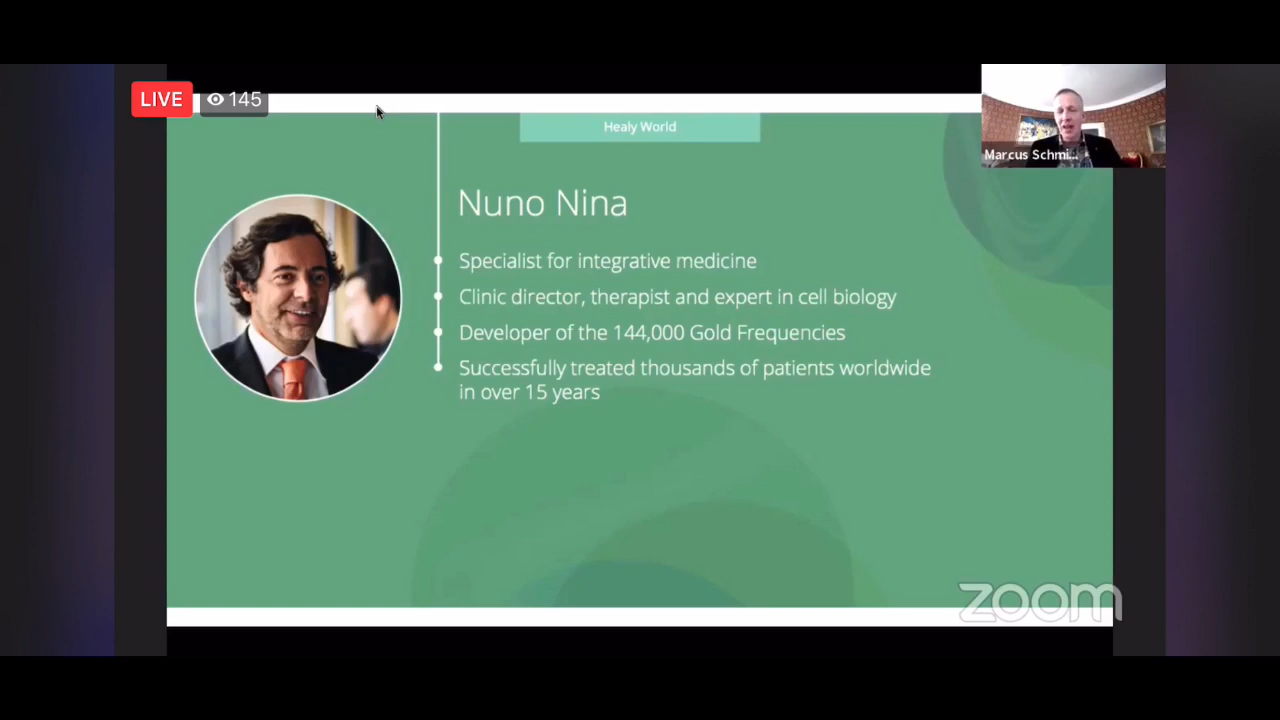 LIVE
145
Healy World
Marcus Schmi...
Nuno Nina
Specialist for integrative medicine
Clinic director, therapist and expert in cell biology
Developer of the 144,000 Gold Frequencies
Successfully treated thousands of patients worldwide
in over 15 years
zoom